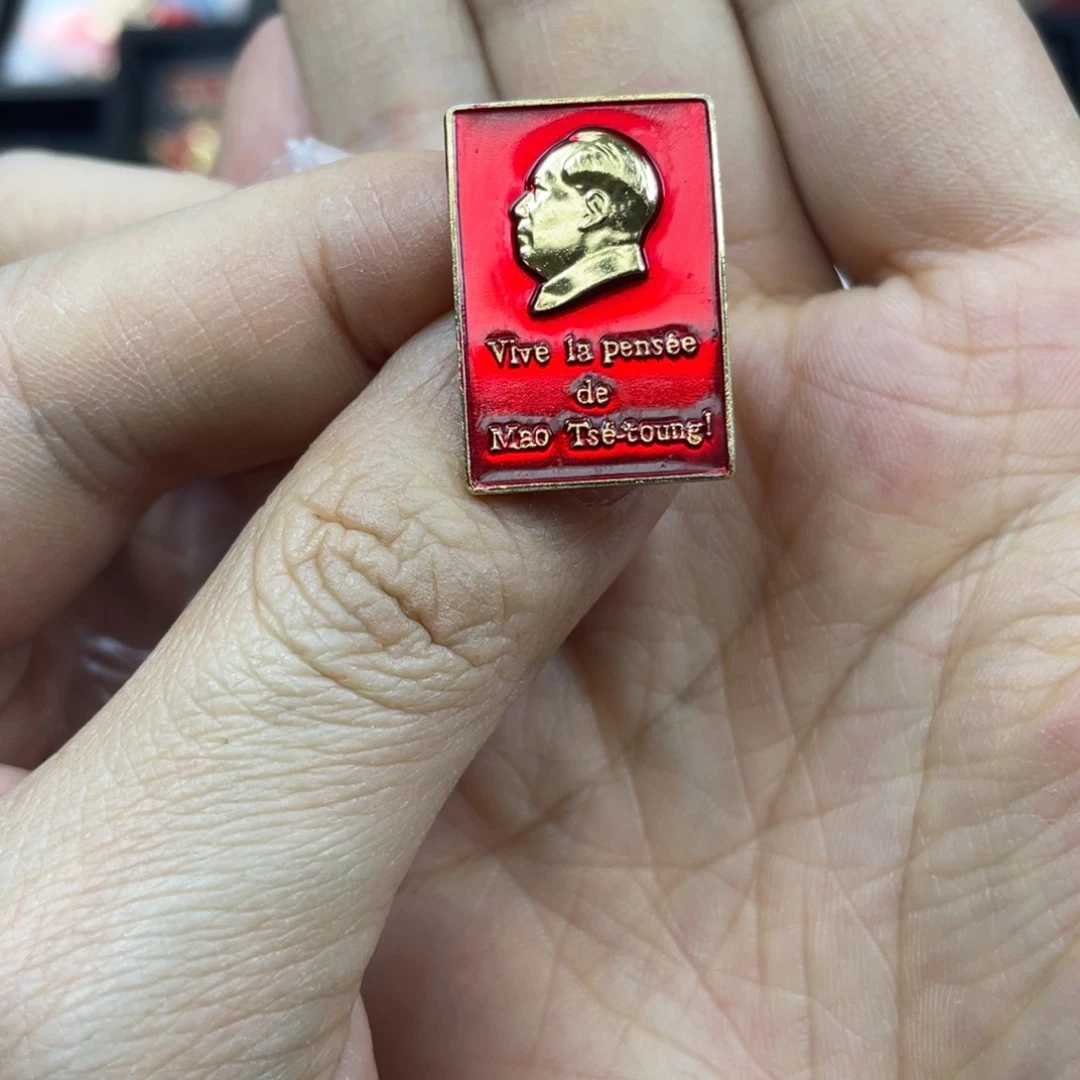 Vive la pensée
de
Mao Tsé-toung!